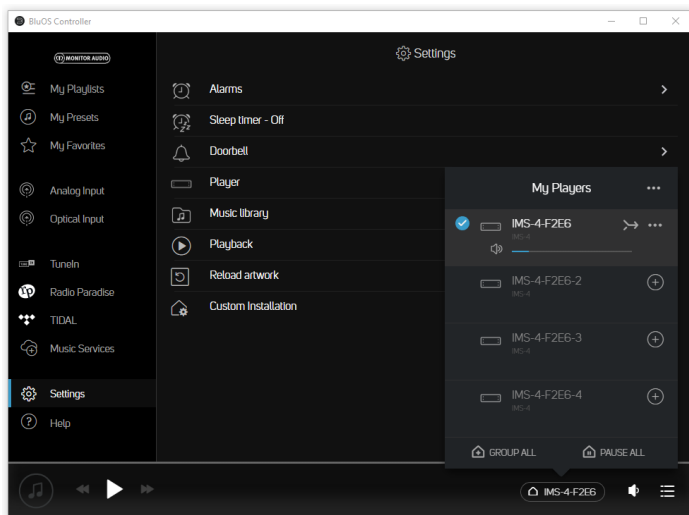 BluOS Controller
MONITOR AUDIO
My Playlists
My Presets
My Favorites
Analog Input
Optical Input
TuneIn
Radio Paradise
TIDAL
Music Services
Settings
Help
Settings
Alarms
Sleep timer - Off
Doorbell
Player
Music library
Playback
Reload artwork
Custom Installation
My Players
IMS-4-F2E6
IMS-4
IMS-4-F2E6-2
IMS-4
IMS-4-F2E6-3
IMS-4
IMS-4-F2E6-4
IMS-4
GROUP ALL
PAUSE ALL
IMS-4-F2E6